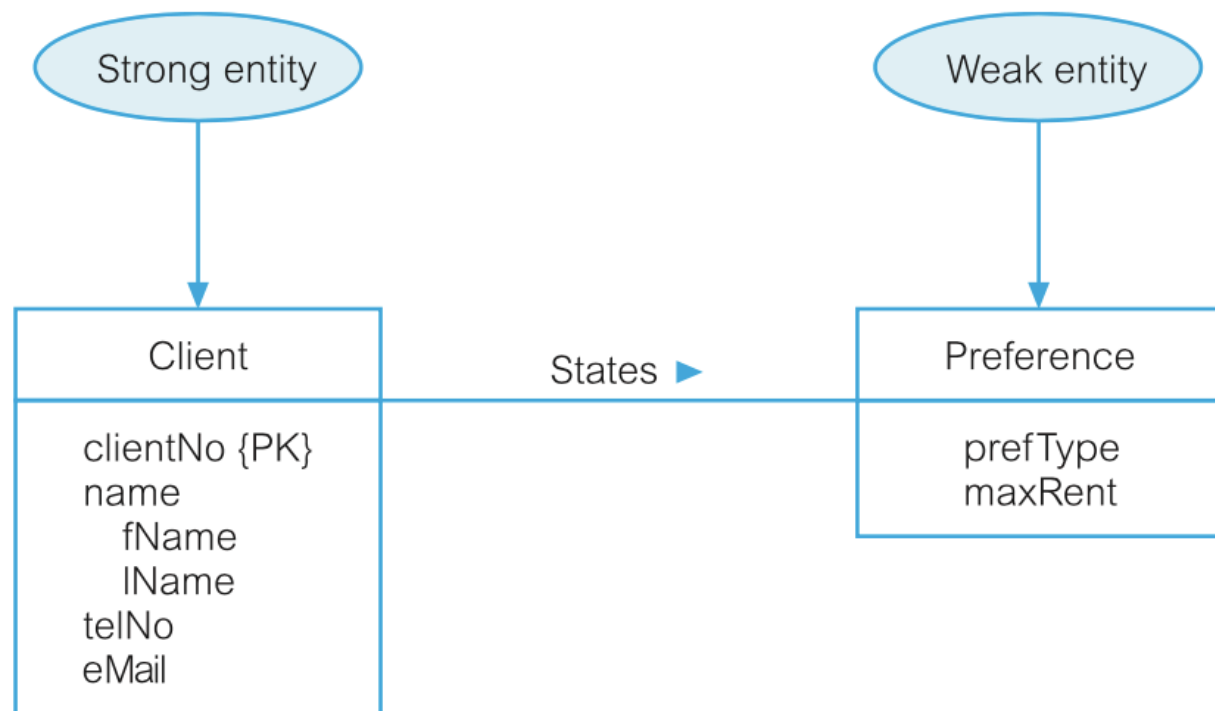 Strong entity
Weak entity
Client
States ►
Preference
clientNo {PK}
name
fName
lName
telNo
eMail
prefType
maxRent